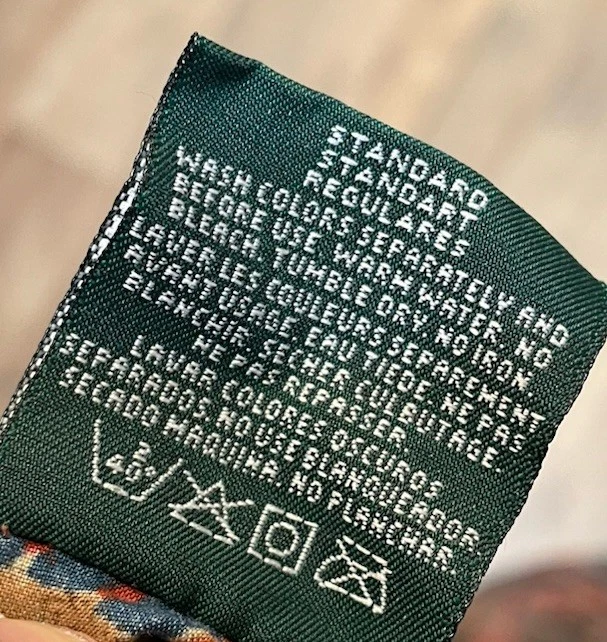 STANDARD
STANDART
REGULARES
WASH COLORS SEPARATELY AND
BEFORE USE. WARM WATER. NO
BLEACH. TUMBLE DRY. NO IRON.
LAVER LES COULEURS SEPAREMENT
AVANT USAGE. EAU TIEDE. NE PAS
BLANCHIR. SECHER CULBUTAGE.
NE PAS REPASSER
LAVAR COLORES OSCUROS
SEPARADOS. NO USE BLANQUEADOR.
SECADO MAQUINA. NO PLANCHAR.
40°